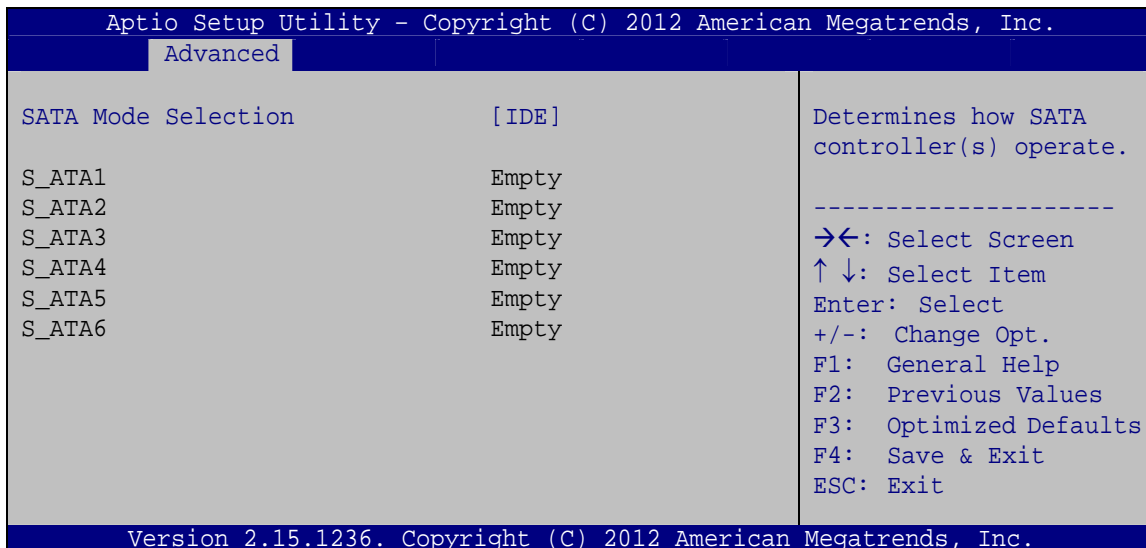 Aptio Setup Utility – Copyright (C) 2012 American Megatrends, Inc.
Advanced
SATA Mode Selection [IDE]
S_ATA1 Empty
S_ATA2 Empty
S_ATA3 Empty
S_ATA4 Empty
S_ATA5 Empty
S_ATA6 Empty
Determines how SATA
controller(s) operate.
---------------------
→←: Select Screen
↑ ↓: Select Item
Enter: Select
+/-: Change Opt.
F1: General Help
F2: Previous Values
F3: Optimized Defaults
F4: Save & Exit
ESC: Exit
Version 2.15.1236. Copyright (C) 2012 American Megatrends, Inc.